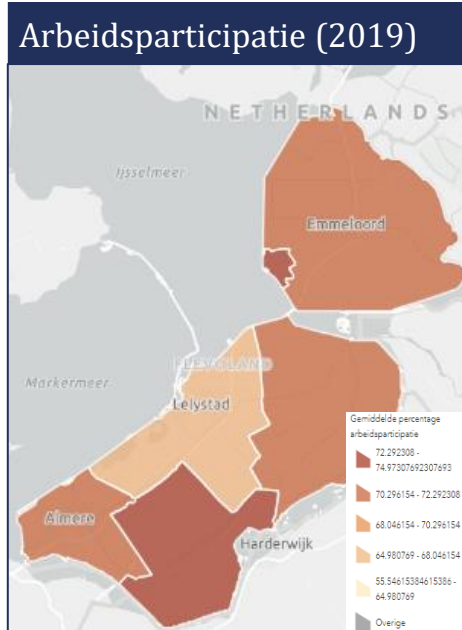 Arbeidsparticipatie (2019)
NETHERLANDS
Ijsselmeer
Emmeloord
FLEVOLAND
Markermeer
Lelystad
Almere
Harderwijk
Gemiddelde percentage
arbeidsparticipatie
72.292308 -
74.97307692307693
70.296154 - 72.292308
68.046154 - 70.296154
64.980769 - 68.046154
55.54615384615386 -
64.980769
Overige